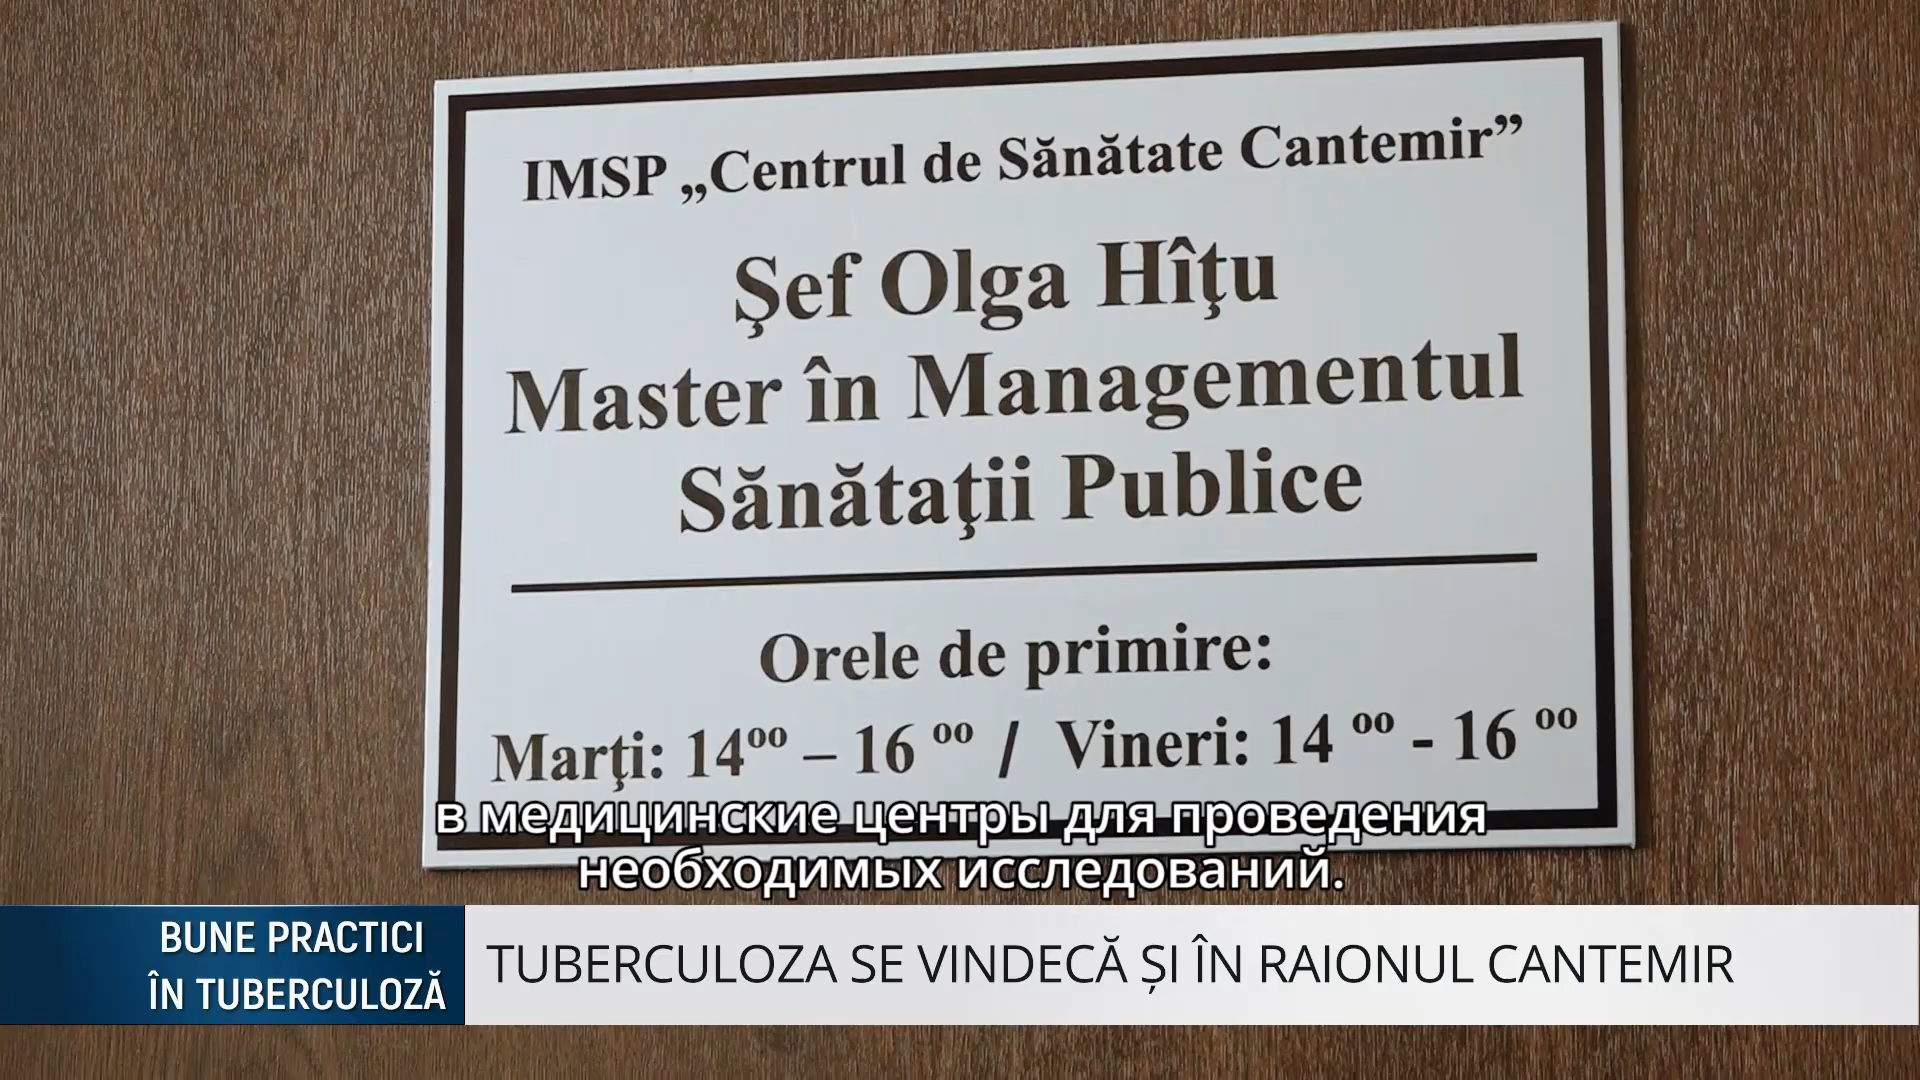 IMSP „Centrul de Sănătate Cantemir”
Şef Olga Hîţu
Master în Managementul
Sănătaţii Publice
Orele de primire:
Marţi: 14⁰⁰ – 16 ⁰⁰ / Vineri: 14 ⁰⁰ - 16 ⁰⁰
в медицинские центры для проведения
необходимых исследований.
BUNE PRACTICI
ÎN TUBERCULOZĂ
TUBERCULOZA SE VINDECĂ ȘI ÎN RAIONUL CANTEMIR